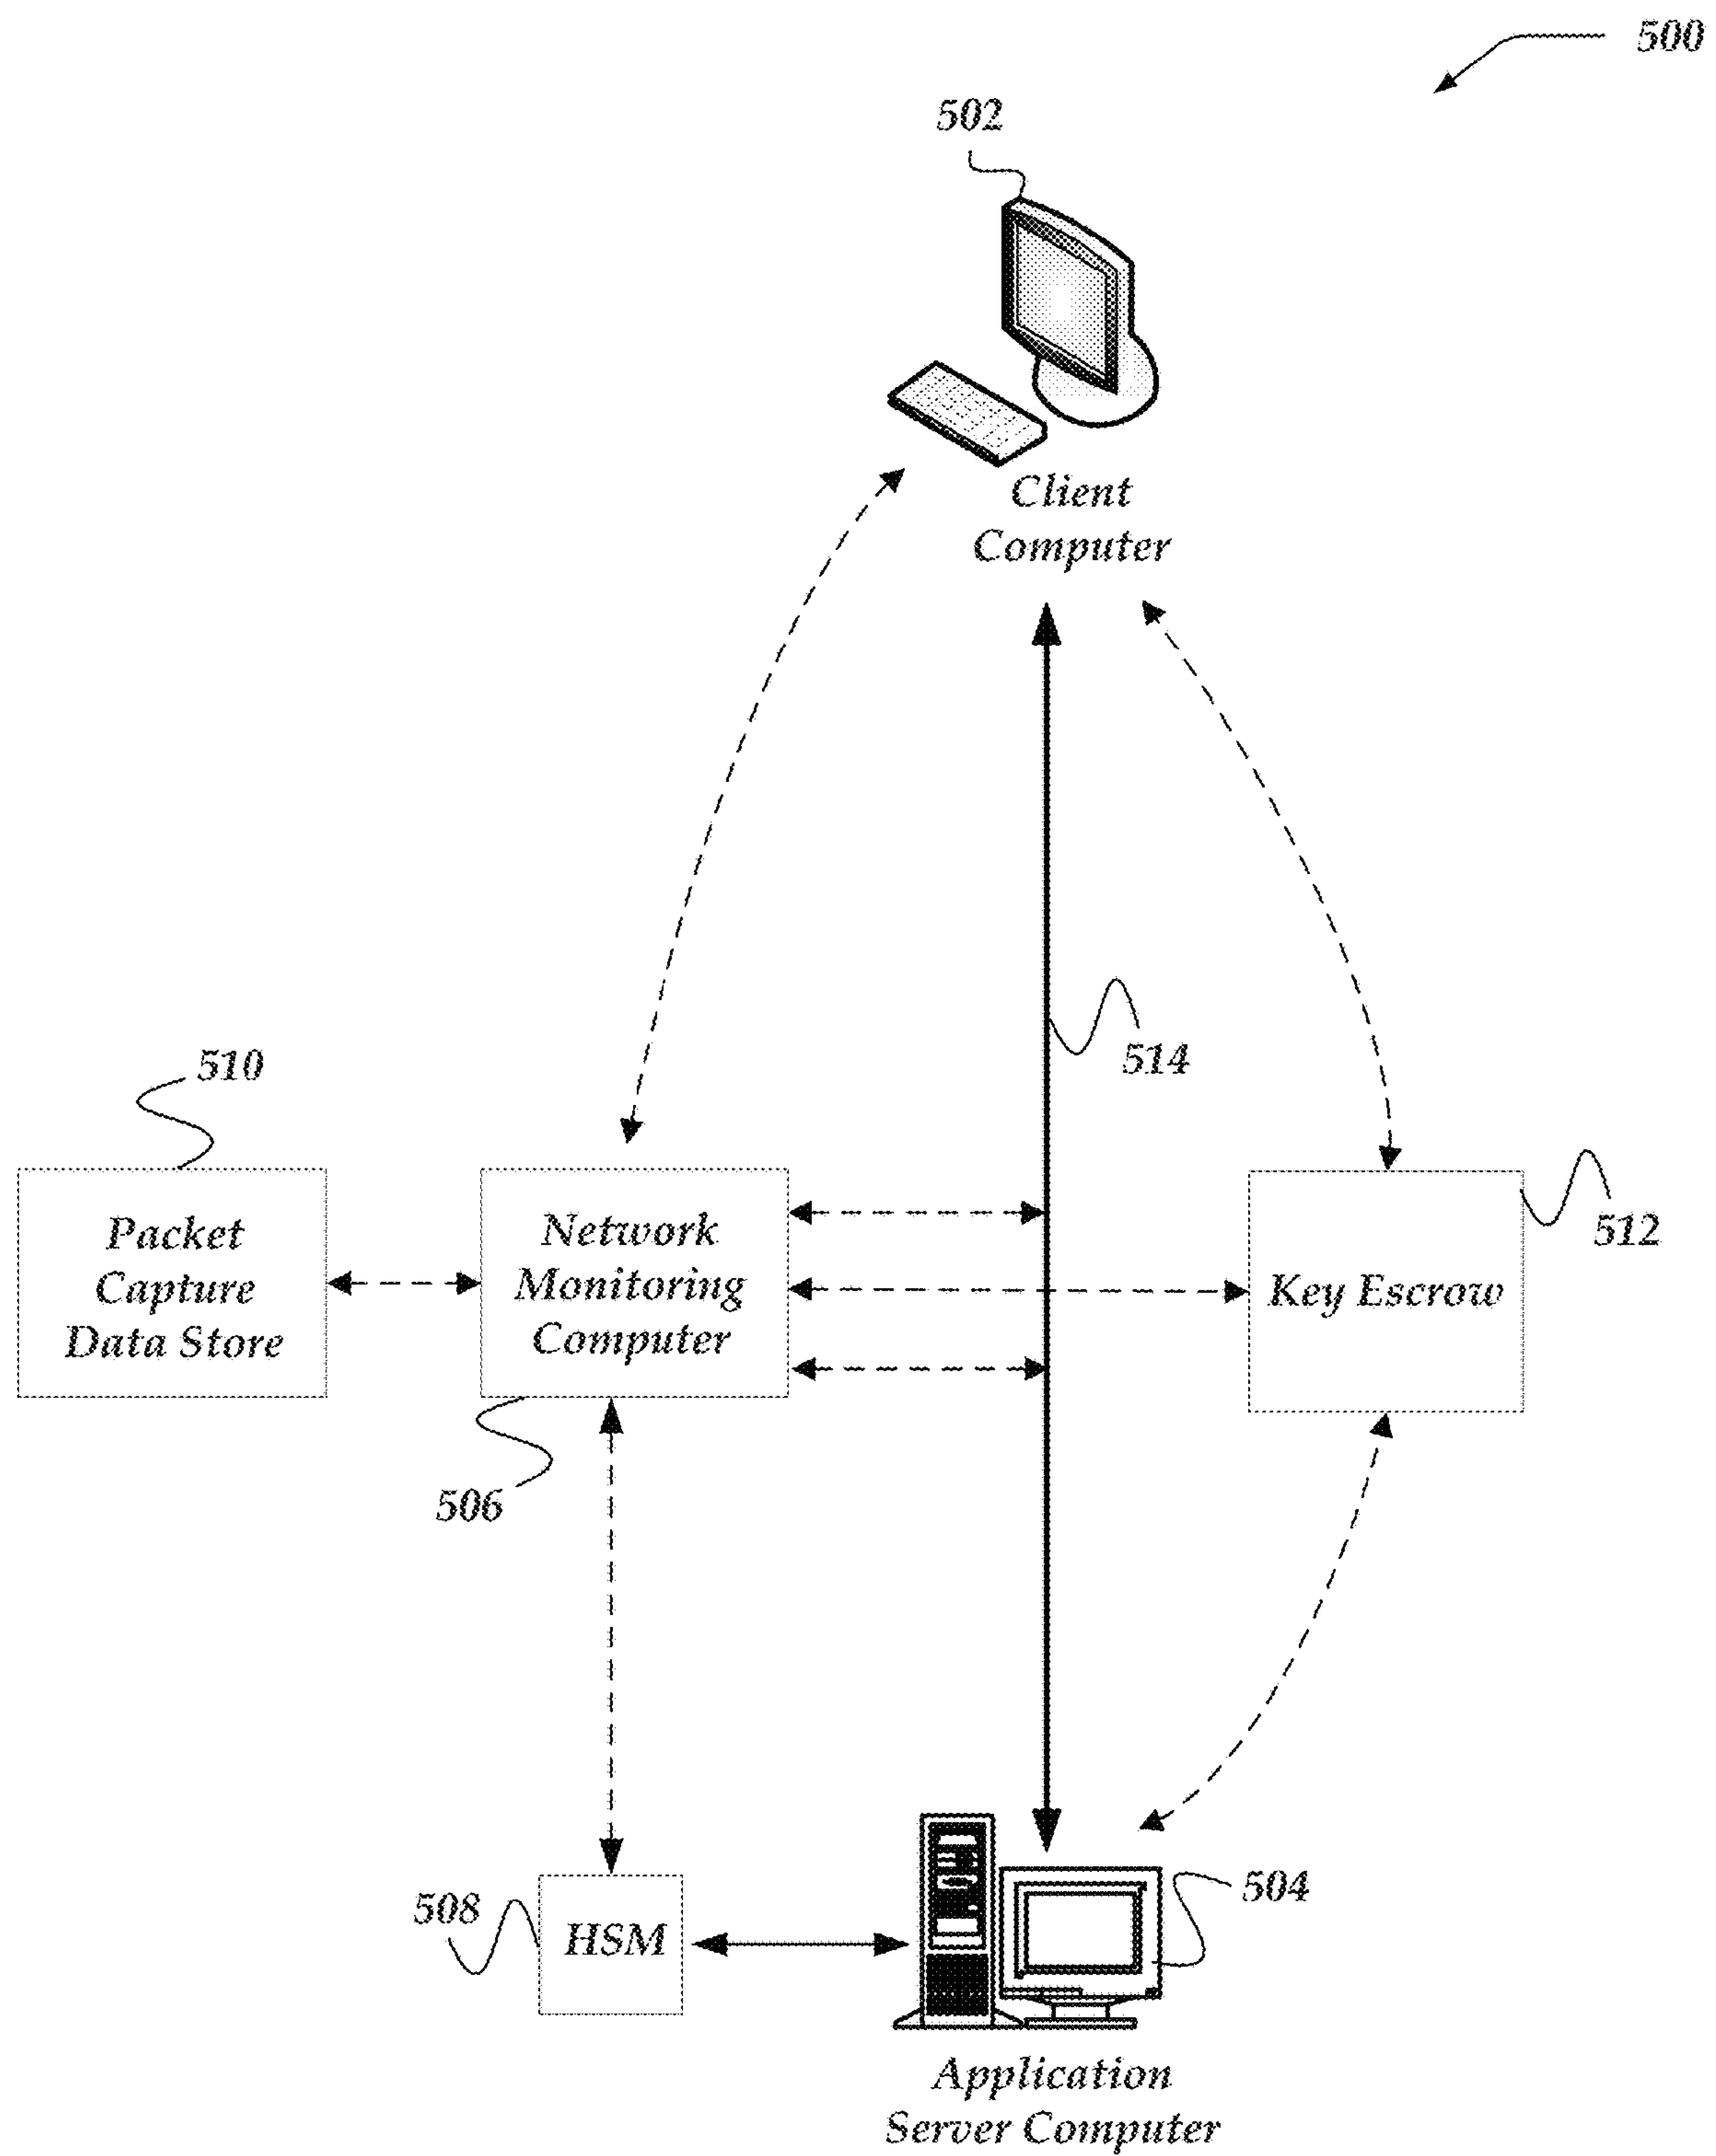 500
502
Client
Computer
514
510
Packet
Capture
Data Store
Network
Monitoring
Computer
506
Key Escrow
512
508
HSM
504
Application
Server Computer